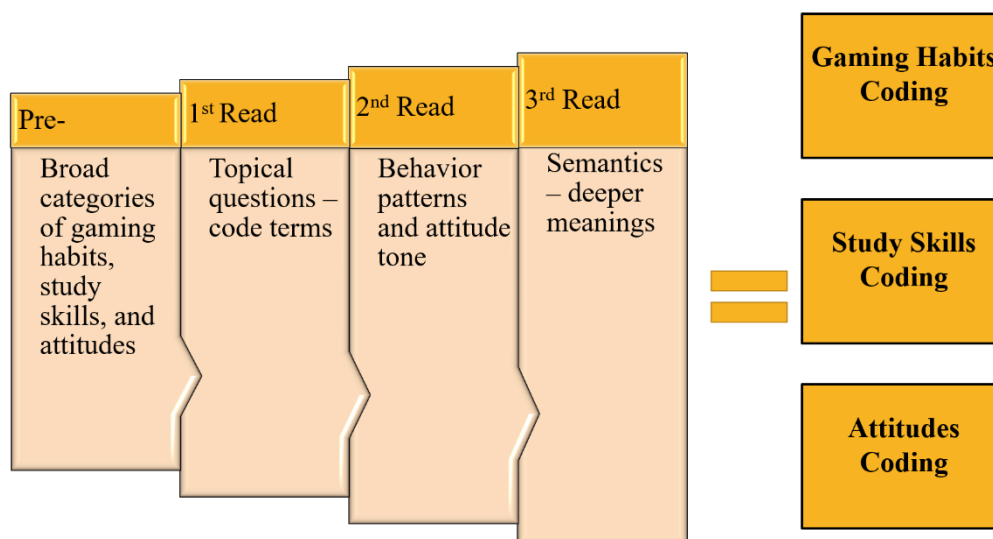 Pre-
Broad
categories
of gaming
habits,
study
skills, and
attitudes
1st Read
Topical
questions –
code terms
2nd Read
Behavior
patterns
and attitude
tone
3rd Read
Semantics
– deeper
meanings
Gaming Habits
Coding
Study Skills
Coding
Attitudes
Coding